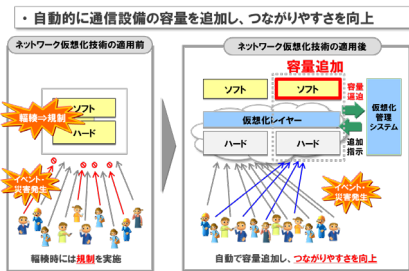 ・自動的に通信設備の容量を追加し、つながりやすさを向上
ネットワーク仮想化技術の適用前
輻輳⇒規制
ソフト
ハード
イベント・
災害発生
輻輳時には規制を実施
ネットワーク仮想化技術の適用後
容量追加
ソフト
ソフト
容量
逼迫
仮想化レイヤー
仮想化
管理
システム
ハード
ハード
追加
指示
イベント・
災害発生
自動で容量追加し、つながりやすさを向上